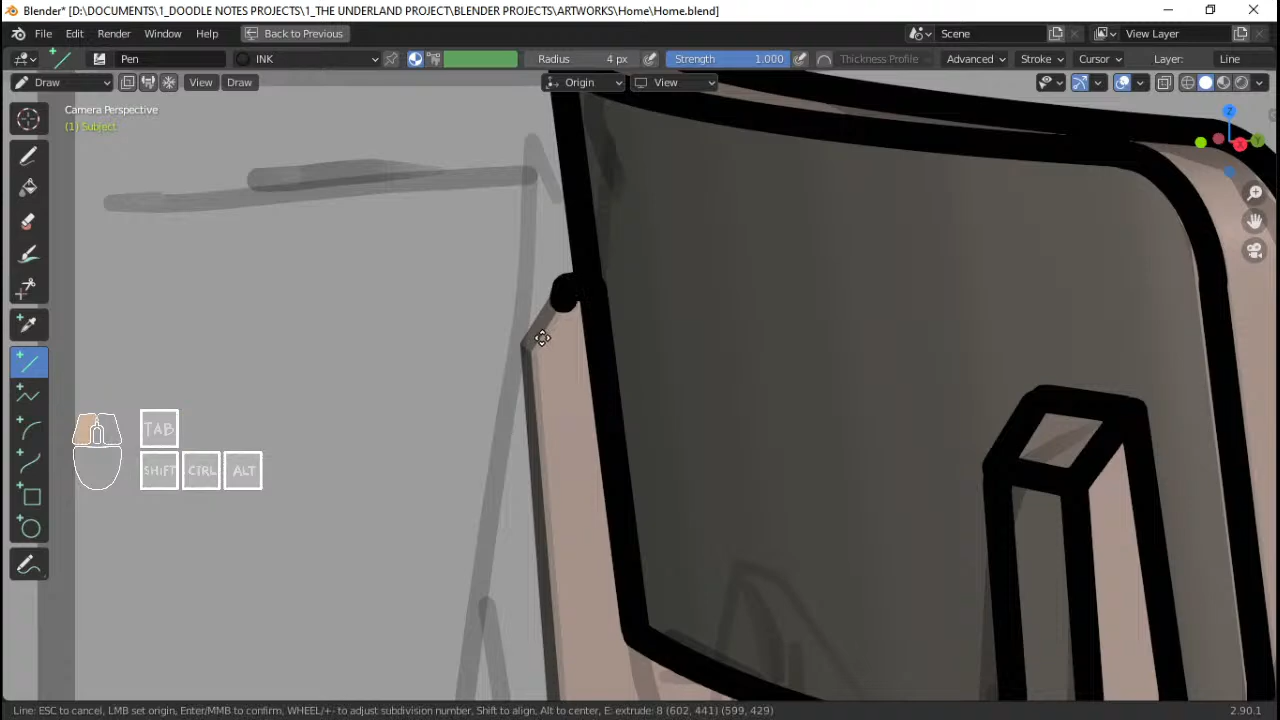 Blender* [D:\DOCUMENTS\1_DOODLE NOTES PROJECTS\1_THE UNDERLAND PROJECT\BLENDER PROJECTS\ARTWORKS\Home\Home.blend]
File Edit Render Window Help Back to Previous Scene View Layer
Pen INK Radius 4 px Strength 1.000 Thickness Profile Advanced Stroke Cursor Layer: Line
Draw View Draw Origin View
Camera Perspective
(1) Subject
Z
Y
X
TAB
SHIFT CTRL ALT
Line: ESC to cancel, LMB set origin, Enter/MMB to confirm, WHEEL/+- to adjust subdivision number, Shift to align, Alt to center, E: extrude: 8 (602, 441) (599, 429)
2.90.1